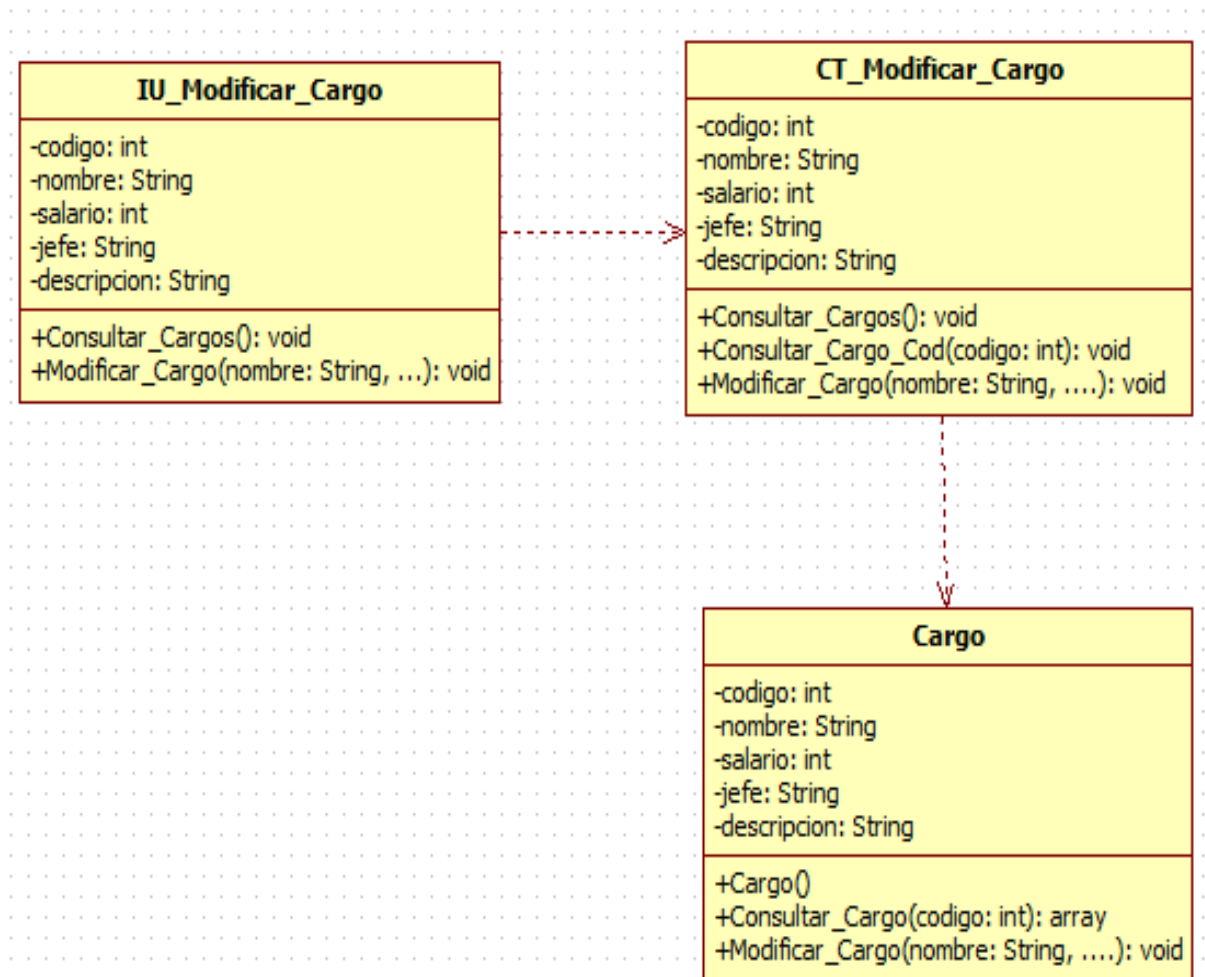 IU_Modificar_Cargo
-codigo: int
-nombre: String
-salario: int
-jefe: String
-descripcion: String
+Consultar_Cargos(): void
+Modificar_Cargo(nombre: String, ...): void
CT_Modificar_Cargo
-codigo: int
-nombre: String
-salario: int
-jefe: String
-descripcion: String
+Consultar_Cargos(): void
+Consultar_Cargo_Cod(codigo: int): void
+Modificar_Cargo(nombre: String, ....): void
Cargo
-codigo: int
-nombre: String
-salario: int
-jefe: String
-descripcion: String
+Cargo()
+Consultar_Cargo(codigo: int): array
+Modificar_Cargo(nombre: String, ....): void